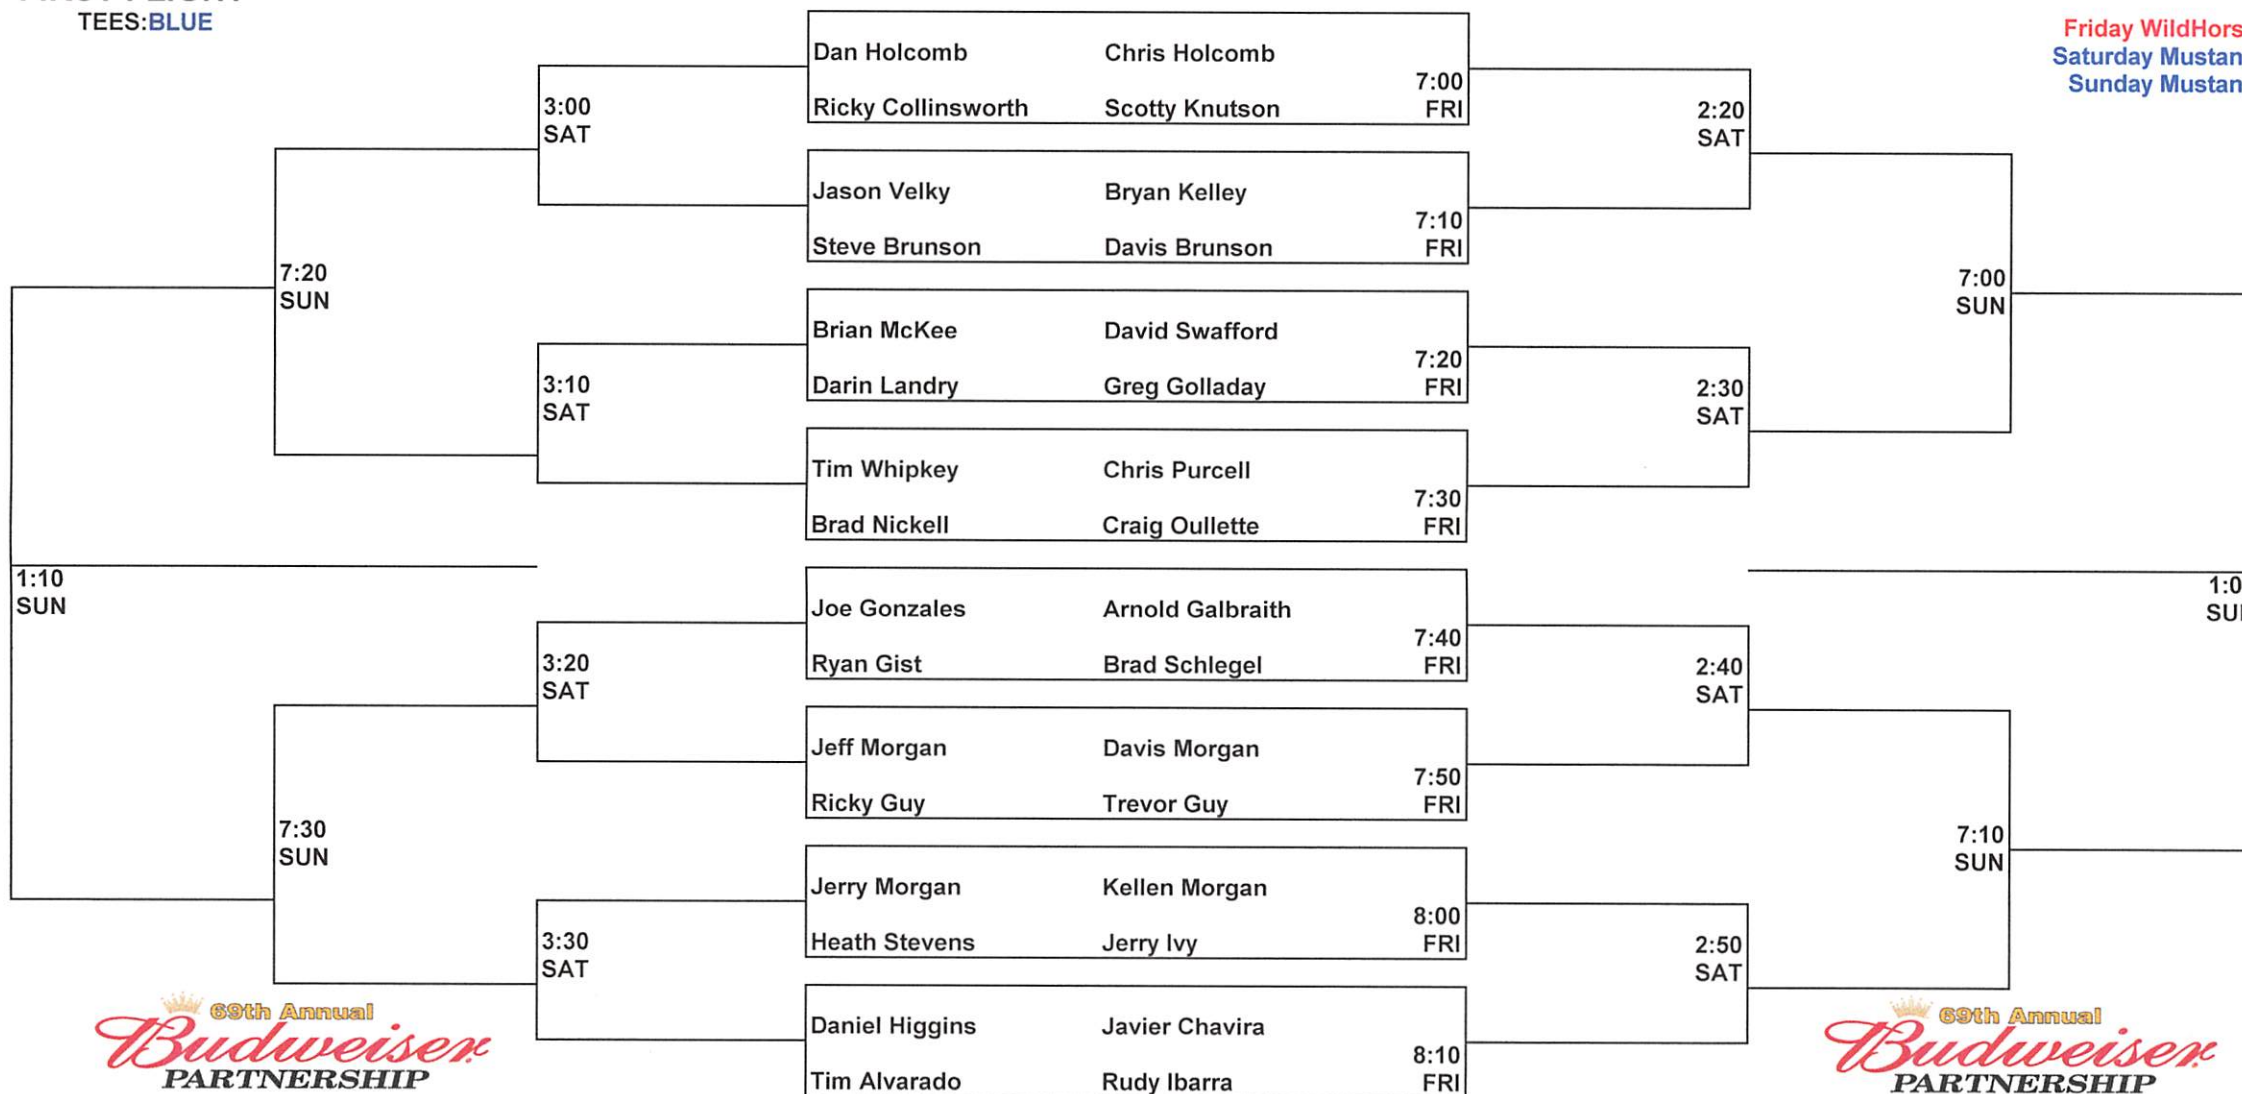 TEES:BLUE
Friday WildHors
Saturday Mustan
Sunday Mustan
Dan Holcomb Chris Holcomb
7:00
Ricky Collinsworth Scotty Knutson FRI
Jason Velky Bryan Kelley
7:10
Steve Brunson Davis Brunson FRI
Brian McKee David Swafford
7:20
Darin Landry Greg Golladay FRI
Tim Whipkey Chris Purcell
7:30
Brad Nickell Craig Oullette FRI
Joe Gonzales Arnold Galbraith
7:40
Ryan Gist Brad Schlegel FRI
Jeff Morgan Davis Morgan
7:50
Ricky Guy Trevor Guy FRI
Jerry Morgan Kellen Morgan
8:00
Heath Stevens Jerry Ivy FRI
Daniel Higgins Javier Chavira
8:10
Tim Alvarado Rudy Ibarra FRI
3:00
SAT
3:10
SAT
3:20
SAT
3:30
SAT
7:20
SUN
7:30
SUN
1:10
SUN
2:20
SAT
2:30
SAT
2:40
SAT
2:50
SAT
7:00
SUN
7:10
SUN
1:0
SU
69th Annual
Budweiser
PARTNERSHIP
69th Annual
Budweiser
PARTNERSHIP